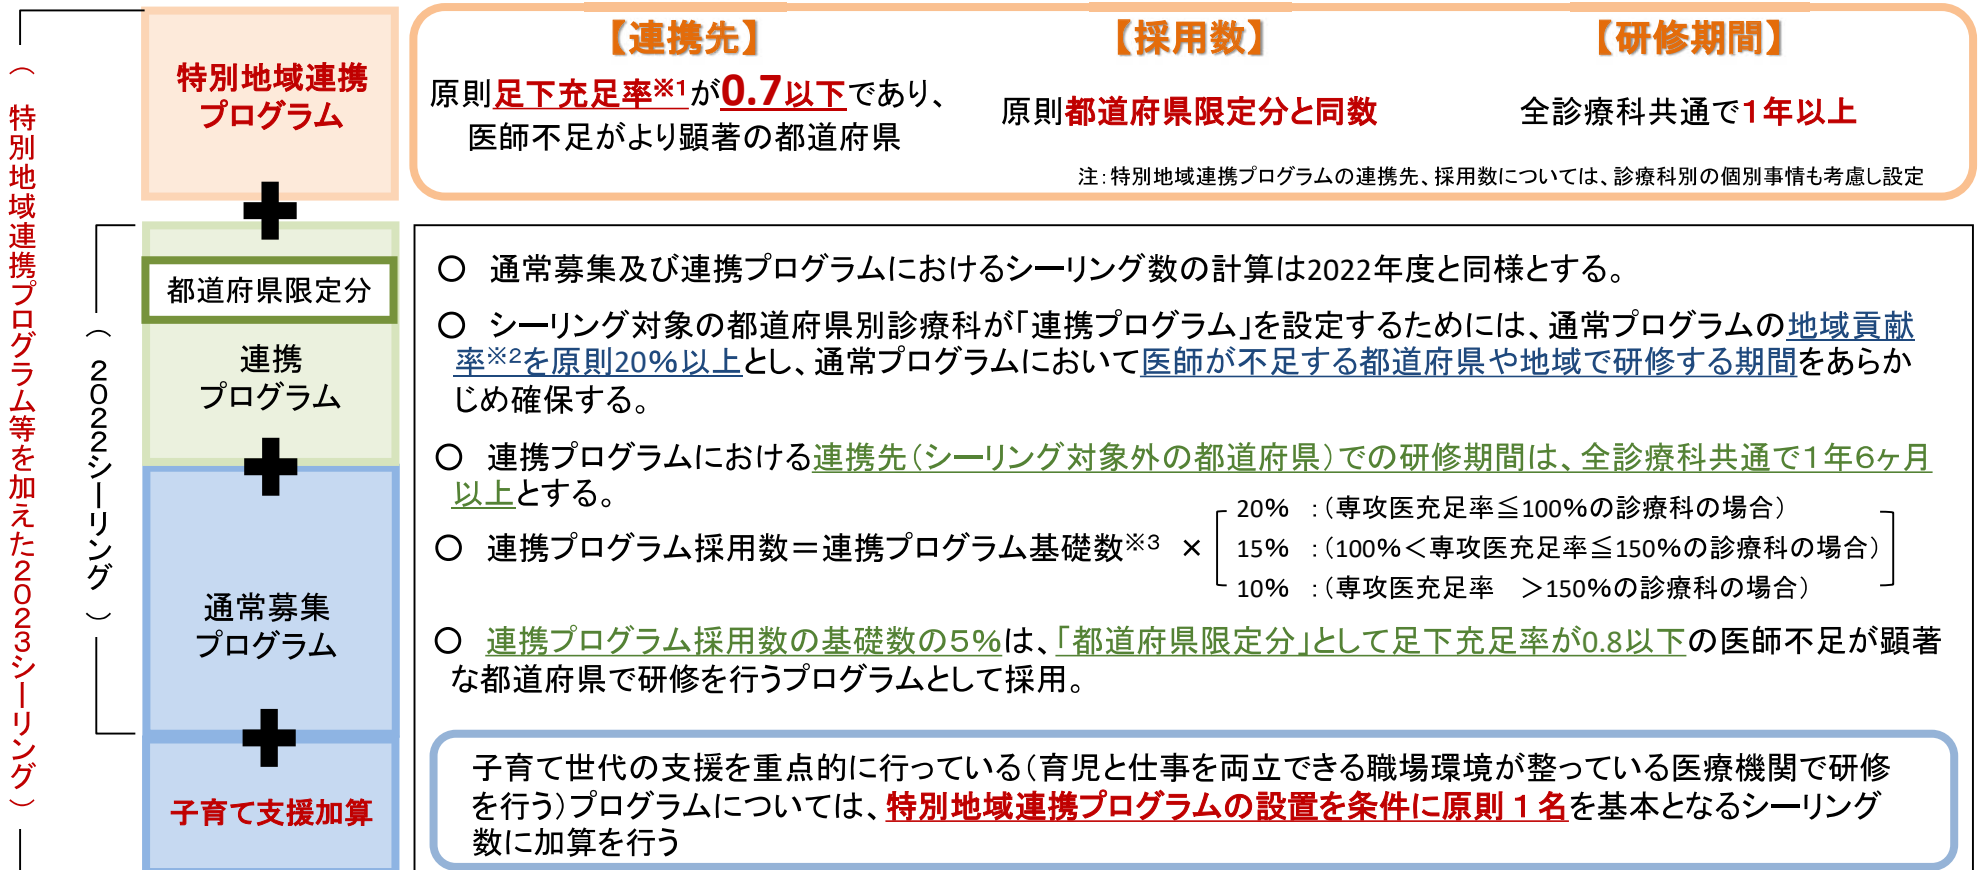 （特別地域連携プログラム等を加えた２０２３シーリング）
（２０２２シーリング）
特別地域連携
プログラム
【連携先】
原則足下充足率※1が0.7以下であり、
医師不足がより顕著の都道府県
【採用数】
原則都道府県限定分と同数
【研修期間】
全診療科共通で１年以上
注：特別地域連携プログラムの連携先、採用数については、診療科別の個別事情も考慮し設定
都道府県限定分
連携
プログラム
通常募集
プログラム
子育て支援加算
○　通常募集及び連携プログラムにおけるシーリング数の計算は2022年度と同様とする。
○　シーリング対象の都道府県別診療科が「連携プログラム」を設定するためには、通常プログラムの地域貢献
率※2を原則20％以上とし、通常プログラムにおいて医師が不足する都道府県や地域で研修する期間をあらか
じめ確保する。
○　連携プログラムにおける連携先（シーリング対象外の都道府県）での研修期間は、全診療科共通で１年６ヶ月
以上とする。
○　連携プログラム採用数＝連携プログラム基礎数※3　×
20%　：（専攻医充足率≦100%の診療科の場合）
15%　：（100%＜専攻医充足率≦150%の診療科の場合）
10%　：（専攻医充足率　＞150%の診療科の場合）
○　連携プログラム採用数の基礎数の５％は、「都道府県限定分」として足下充足率が0.8以下の医師不足が顕著
な都道府県で研修を行うプログラムとして採用。
子育て世代の支援を重点的に行っている（育児と仕事を両立できる職場環境が整っている医療機関で研修
を行う）プログラムについては、特別地域連携プログラムの設置を条件に原則１名を基本となるシーリング
数に加算を行う